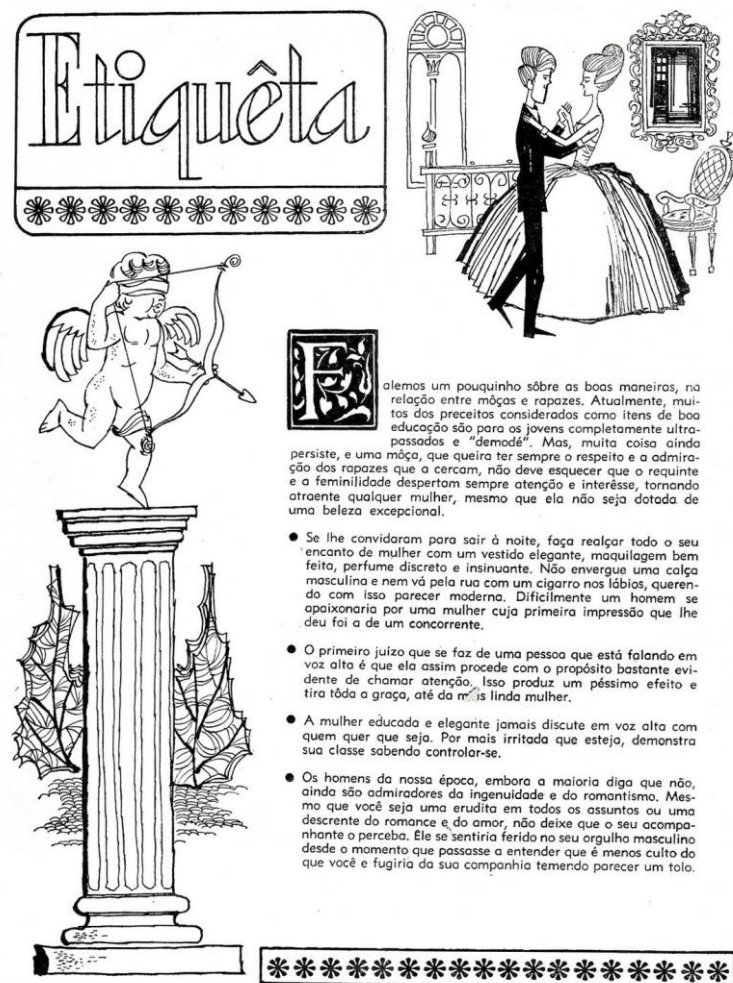 Etiquêta
Falemos um pouquinho sôbre as boas maneiras, na
relação entre môças e rapazes. Atualmente, mui-
tos dos preceitos considerados como itens de boa
educação são para os jovens completamente ultra-
passados e "demodé". Mas, muita coisa ainda
persiste, e uma môça, que queira ter sempre o respeito e a admira-
ção dos rapazes que a cercam, não deve esquecer que o requinte
e a feminilidade despertam sempre atenção e interêsse, tornando
atraente qualquer mulher, mesmo que ela não seja dotada de
uma beleza excepcional.
● Se lhe convidaram para sair à noite, faça realçar todo o seu
encanto de mulher com um vestido elegante, maquilagem bem
feita, perfume discreto e insinuante. Não envergue uma calça
masculina e nem vá pela rua com um cigarro nos lábios, queren-
do com isso parecer moderna. Dificilmente um homem se
apaixonaria por uma mulher cuja primeira impressão que lhe
deu foi a de um concorrente.
● O primeiro juízo que se faz de uma pessoa que está falando em
voz alta é que ela assim procede com o propósito bastante evi-
dente de chamar atenção. Isso produz um péssimo efeito e
tira tôda a graça, até da mais linda mulher.
● A mulher educada e elegante jamais discute em voz alta com
quem quer que seja. Por mais irritada que esteja, demonstra
sua classe sabendo controlar-se.
● Os homens da nossa época, embora a maioria diga que não,
ainda são admiradores da ingenuidade e do romantismo. Mes-
mo que você seja uma erudita em todos os assuntos ou uma
descrente do romance e do amor, não deixe que o seu acompa-
nhante o perceba. Êle se sentiria ferido no seu orgulho masculino
desde o momento que passasse a entender que é menos culto do
que você e fugiria da sua companhia temendo parecer um tolo.